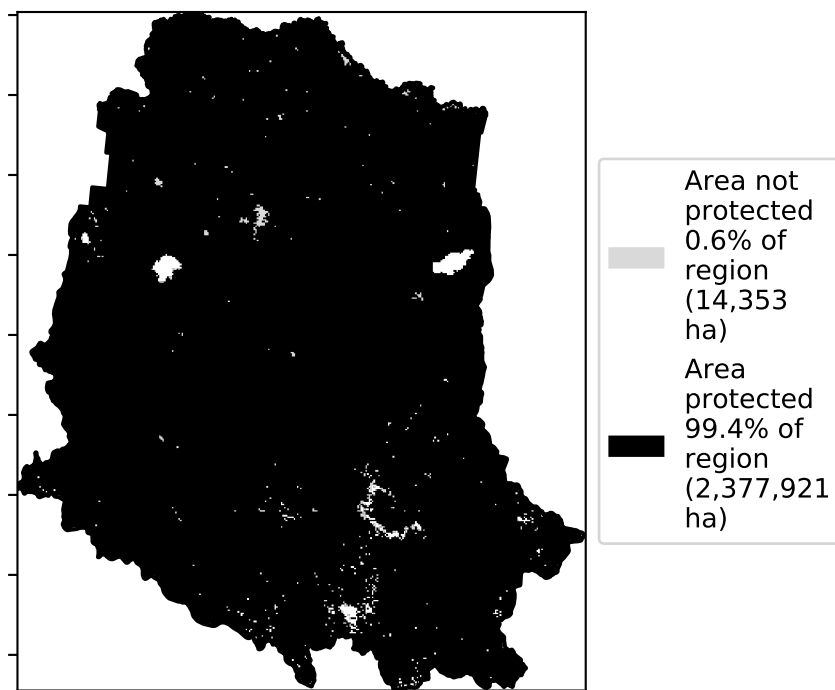 Area not
protected
0.6% of
region
(14,353
ha)
Area
protected
99.4% of
region
(2,377,921
ha)